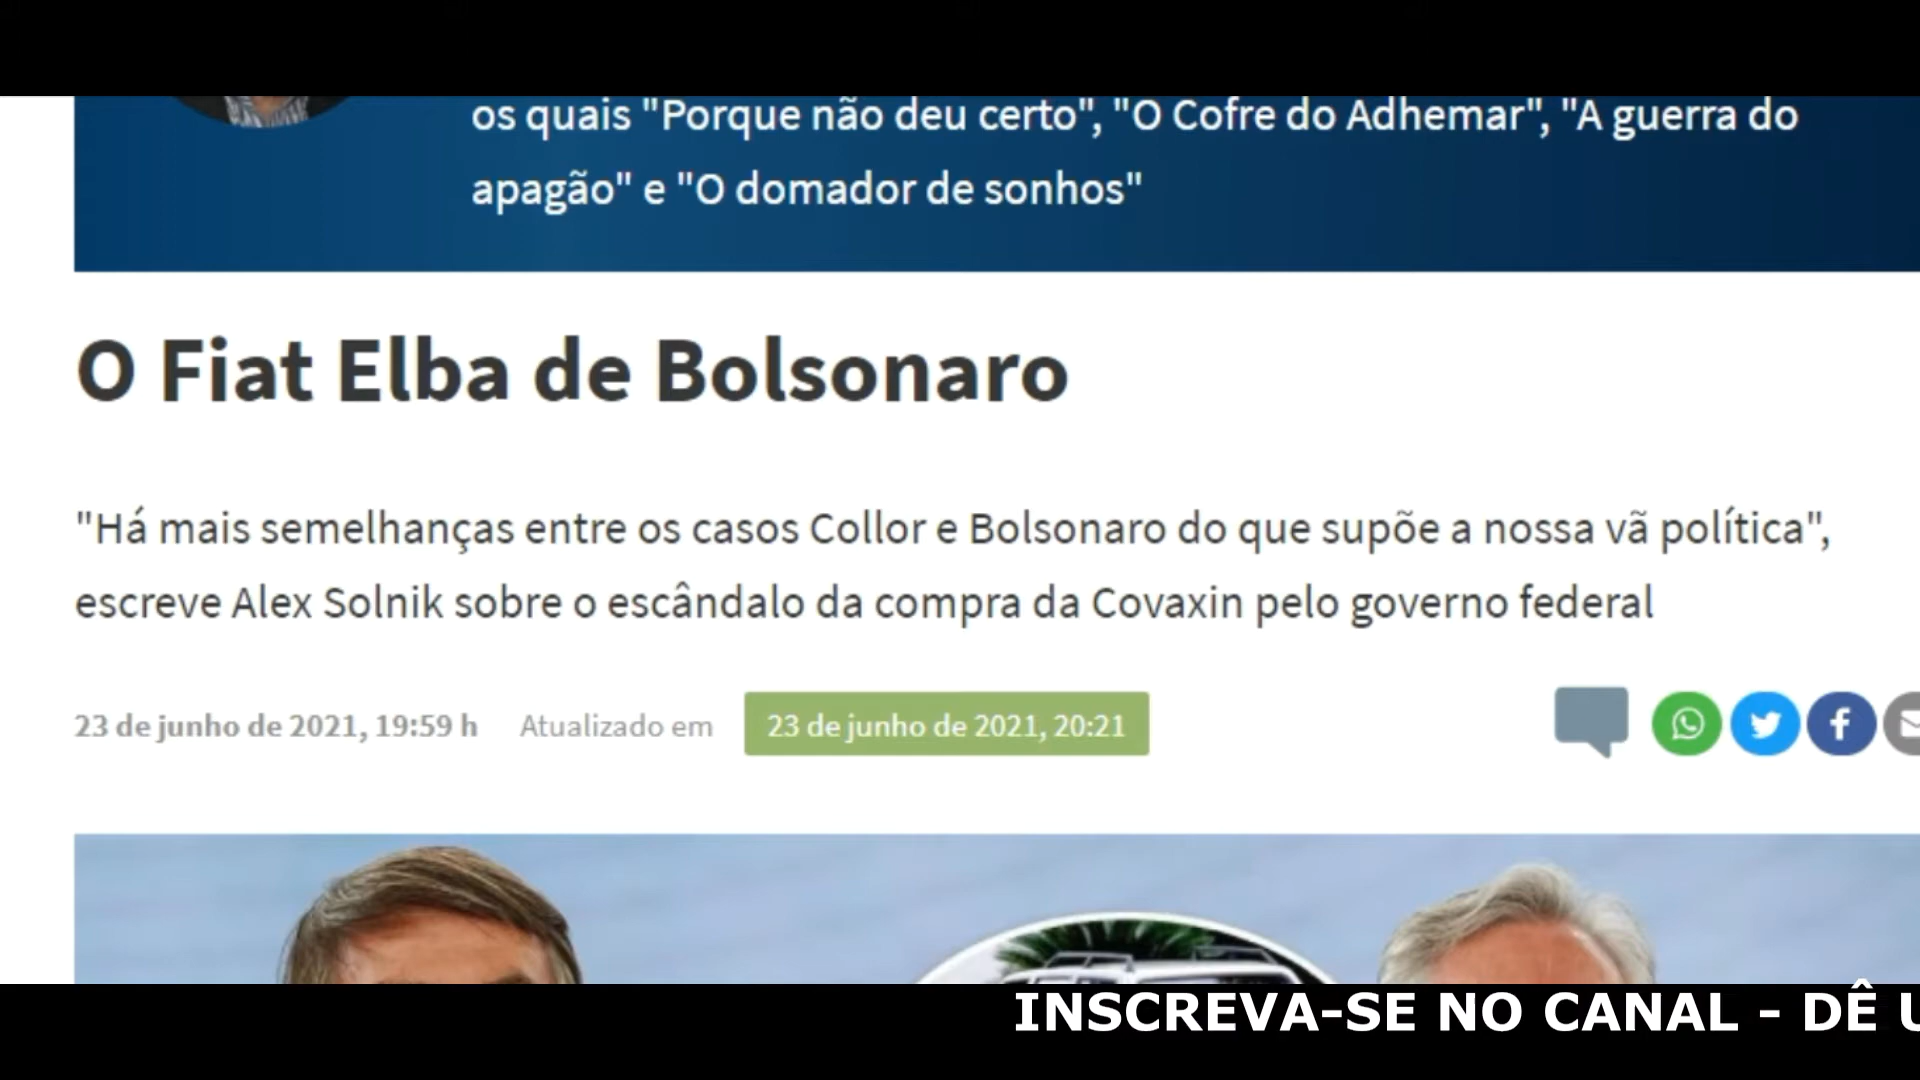 os quais "Porque não deu certo", "O Cofre do Adhemar", "A guerra do
apagão" e "O domador de sonhos"
O Fiat Elba de Bolsonaro
"Há mais semelhanças entre os casos Collor e Bolsonaro do que supõe a nossa vã política",
escreve Alex Solnik sobre o escândalo da compra da Covaxin pelo governo federal
23 de junho de 2021, 19:59 h Atualizado em 23 de junho de 2021, 20:21
INSCREVA-SE NO CANAL - DÊ